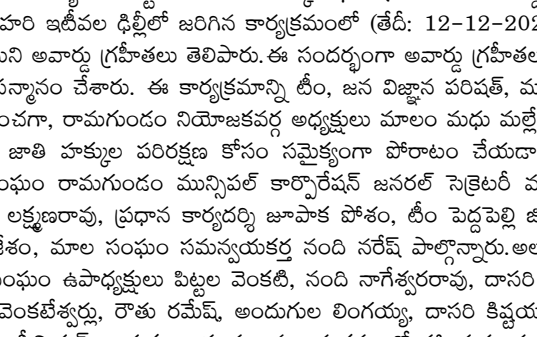 హరి ఇటీవల ఢిల్లీలో జరిగిన కార్యక్రమంలో (తేదీ: 12-12-202
ని అవార్డు గ్రహీతలు తెలిపారు.ఈ సందర్భంగా అవార్డు గ్రహీతల
సన్మానం చేశారు. ఈ కార్యక్రమాన్ని టీం, జన విజ్ఞాన పరిషత్, మ
ంచగా, రామగుండం నియోజకవర్గ అధ్యక్షులు మాలం మధు మల్లే
జాతి హక్కుల పరిరక్షణ కోసం సమైక్యంగా పోరాటం చేయడా
ంఘం రామగుండం మున్సిపల్ కార్పొరేషన్ జనరల్ సెక్రెటరీ
లక్ష్మణరావు, ప్రధాన కార్యదర్శి జూపాక పోశం, టీం పెద్దపెల్లి జి
శం, మాల సంఘం సమన్వయకర్త నంది నరేష్ పాల్గొన్నారు.అల
ంఘం ఉపాధ్యక్షులు పిట్టల వెంకటి, నంది నాగేశ్వరరావు, దాసరి
వెంకటేశ్వర్లు, రౌతు రమేష్, అందుగుల లింగయ్య, దాసరి కిష్టయ